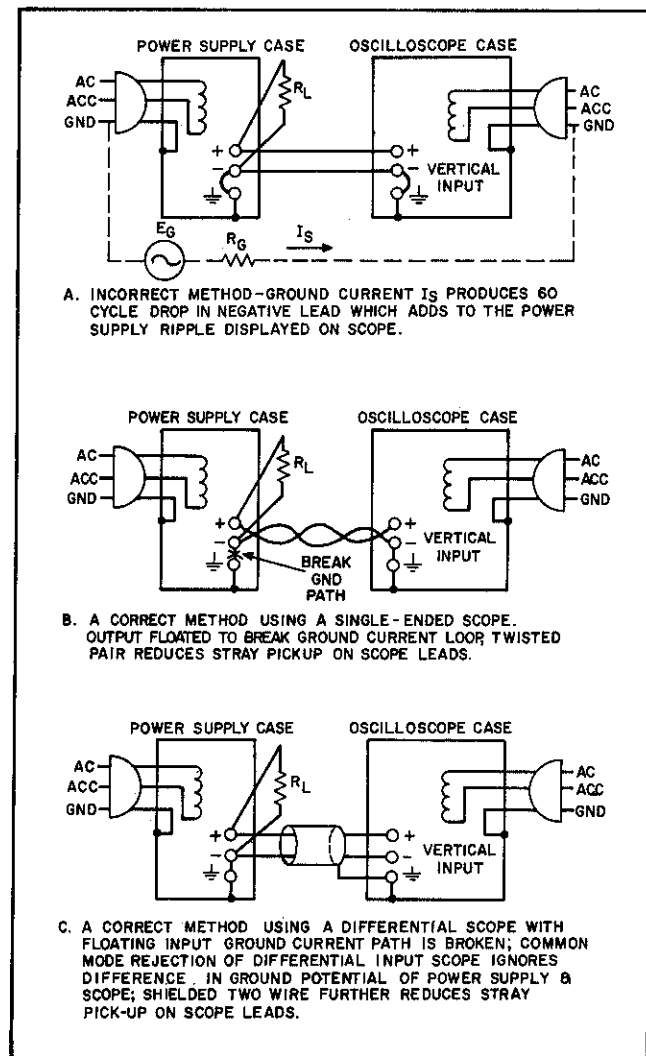 POWER SUPPLY CASE
OSCILLOSCOPE CASE
AC
ACC
GND
RL
+
-
+
-
VERTICAL
INPUT
AC
ACC
GND
EG
RG
IS
A. INCORRECT METHOD-GROUND CURRENT IS PRODUCES 60
CYCLE DROP IN NEGATIVE LEAD WHICH ADDS TO THE POWER
SUPPLY RIPPLE DISPLAYED ON SCOPE.
POWER SUPPLY CASE
OSCILLOSCOPE CASE
AC
ACC
GND
RL
+
-
BREAK
GND
PATH
+
-
VERTICAL
INPUT
AC
ACC
GND
B. A CORRECT METHOD USING A SINGLE-ENDED SCOPE.
OUTPUT FLOATED TO BREAK GROUND CURRENT LOOP, TWISTED
PAIR REDUCES STRAY PICKUP ON SCOPE LEADS.
POWER SUPPLY CASE
OSCILLOSCOPE CASE
AC
ACC
GND
RL
+
-
+
-
VERTICAL
INPUT
AC
ACC
GND
C. A CORRECT METHOD USING A DIFFERENTIAL SCOPE WITH
FLOATING INPUT GROUND CURRENT PATH IS BROKEN; COMMON
MODE REJECTION OF DIFFERENTIAL INPUT SCOPE IGNORES
DIFFERENCE . IN GROUND POTENTIAL OF POWER SUPPLY &
SCOPE; SHIELDED TWO WIRE FURTHER REDUCES STRAY
PICK-UP ON SCOPE LEADS.